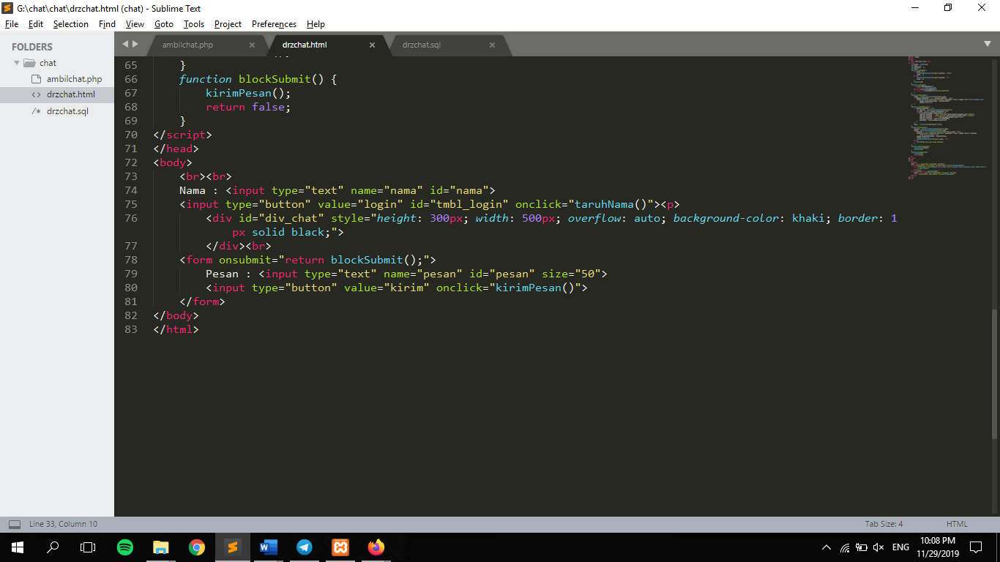 G:\chat\chat\drzchat.html (chat) - Sublime Text
File Edit Selection Find View Goto Tools Project Preferences Help
FOLDERS
chat
ambilchat.php
drzchat.html
drzchat.sql
ambilchat.php × drzchat.html × drzchat.sql ×
65 }
66 function blockSubmit() {
67 kirimPesan();
68 return false;
69 }
70 </script>
71 </head>
72 <body>
73 <br><br>
74 Nama : <input type="text" name="nama" id="nama">
75 <input type="button" value="login" id="tmbl_login" onclick="taruhNama()"><p>
76 <div id="div_chat" style="height: 300px; width: 500px; overflow: auto; background-color: khaki; border: 1
px solid black;">
77 </div><br>
78 <form onsubmit="return blockSubmit();">
79 Pesan : <input type="text" name="pesan" id="pesan" size="50">
80 <input type="button" value="kirim" onclick="kirimPesan()">
81 </form>
82 </body>
83 </html>
Line 33, Column 10
Tab Size: 4
HTML
ENG
10:08 PM
11/29/2019